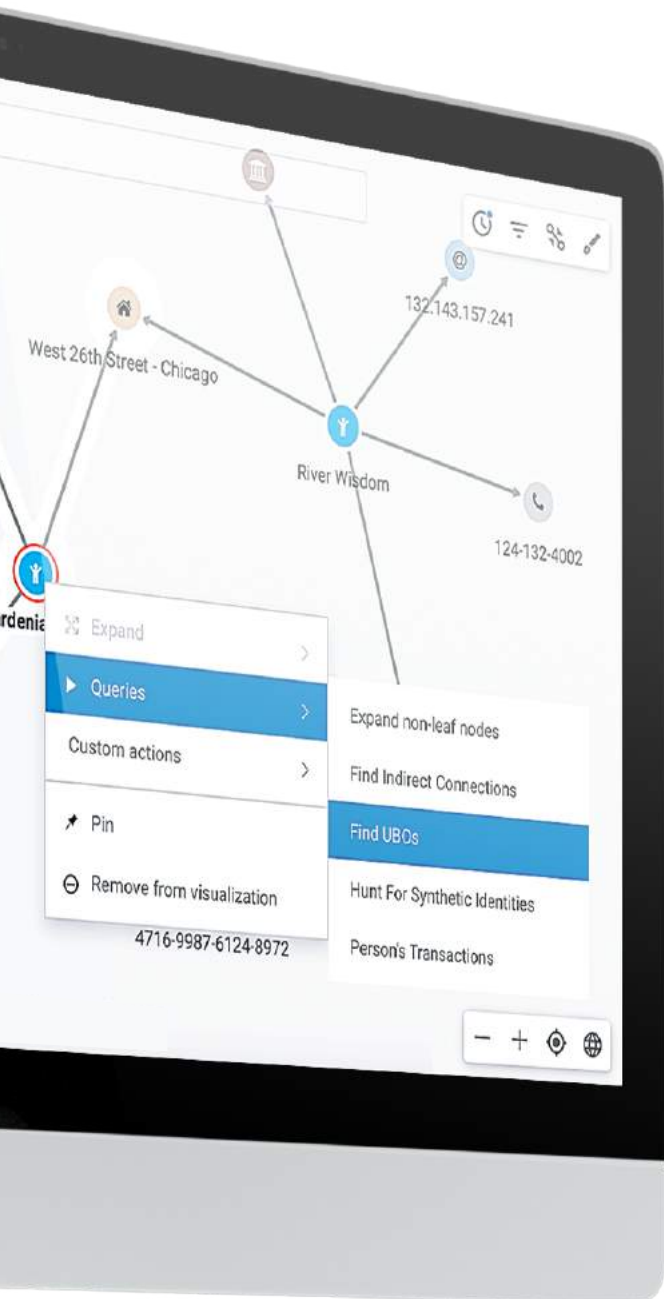 132.143.157.241
West 26th Street - Chicago
River Wisdom
124-132-4002
rdenia
Expand
Queries
Custom actions
Pin
Remove from visualization
Expand non-leaf nodes
Find Indirect Connections
Find UBOs
Hunt For Synthetic Identities
Person's Transactions
4716-9987-6124-8972